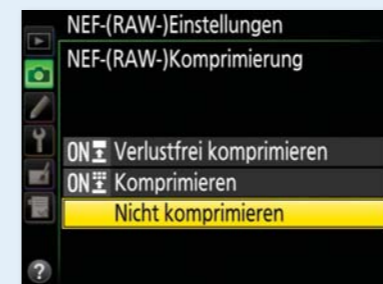 NEF-(RAW-)Einstellungen
NEF-(RAW-)Komprimierung
ON Verlustfrei komprimieren
ON Komprimieren
Nicht komprimieren
?